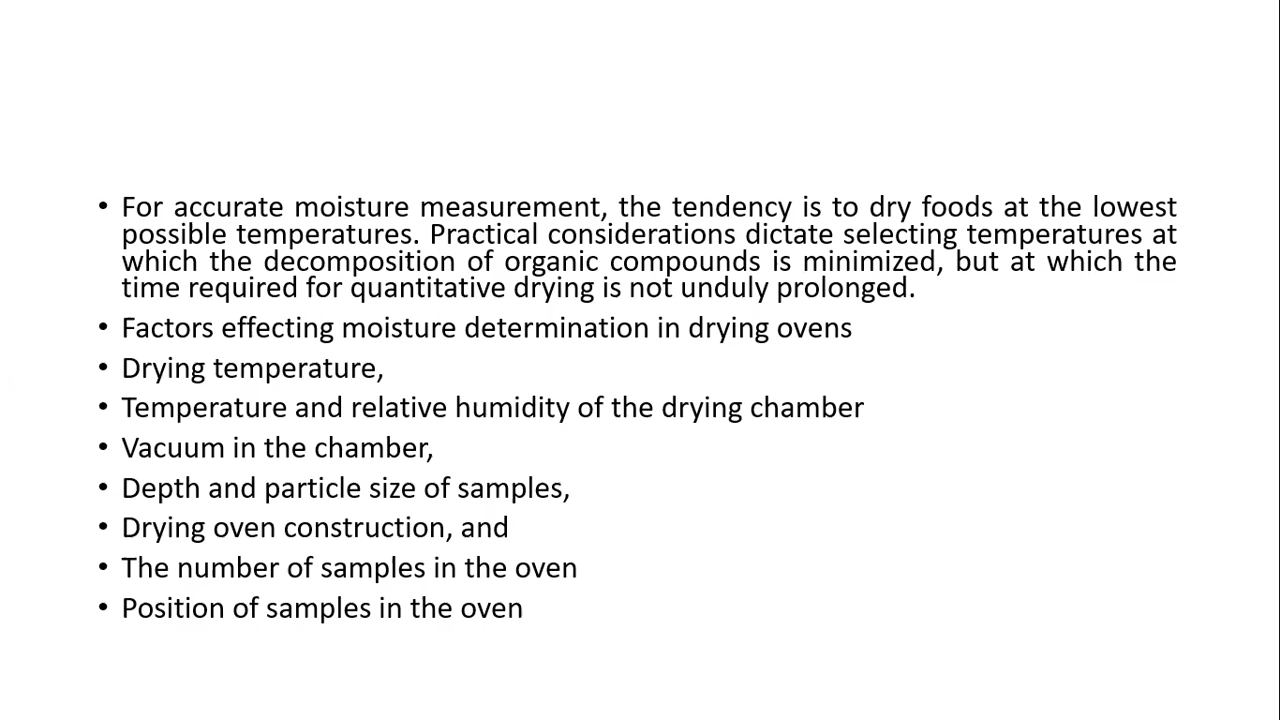 • For accurate moisture measurement, the tendency is to dry foods at the lowest
possible temperatures. Practical considerations dictate selecting temperatures at
which the decomposition of organic compounds is minimized, but at which the
time required for quantitative drying is not unduly prolonged.
• Factors effecting moisture determination in drying ovens
• Drying temperature,
• Temperature and relative humidity of the drying chamber
• Vacuum in the chamber,
• Depth and particle size of samples,
• Drying oven construction, and
• The number of samples in the oven
• Position of samples in the oven